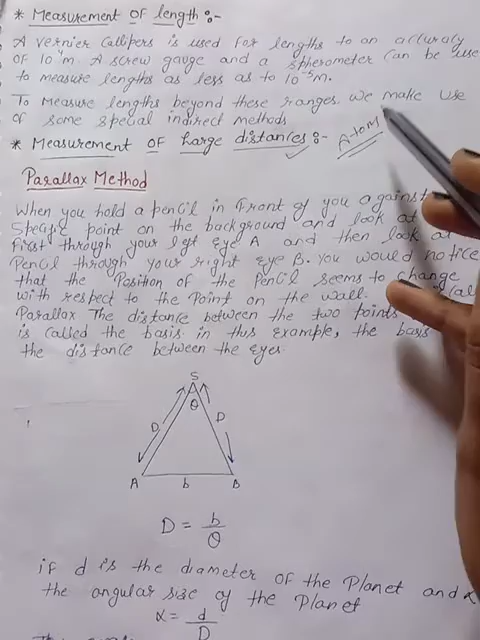 * Measurement of length :-
A vernier Callipers is used for lengths to an accuracy
of 10⁻⁴m. A screw gauge and a spherometer can be use
to measure lengths as less as to 10⁻⁵m.
To Measure lengths beyond these ranges. We make use
of some special indirect methods
* Measurement of Large distances :-
A-tom
Parallax Method
When you hold a pencil in front of you against
Specific point on the background and look at
first through your left Eye A and then look at
Pencil through your right Eye B. You would notice
that the Position of the Pencil seems to change
with respect to the Point on the wall.
Parallax The distance between the two points
is called the basis. in this Example, the basis
the distance between the Eyes
S
θ
D D
A b B
D = b/θ
if d is the diameter of the Planet and α
the angular size of the Planet
α = d/D